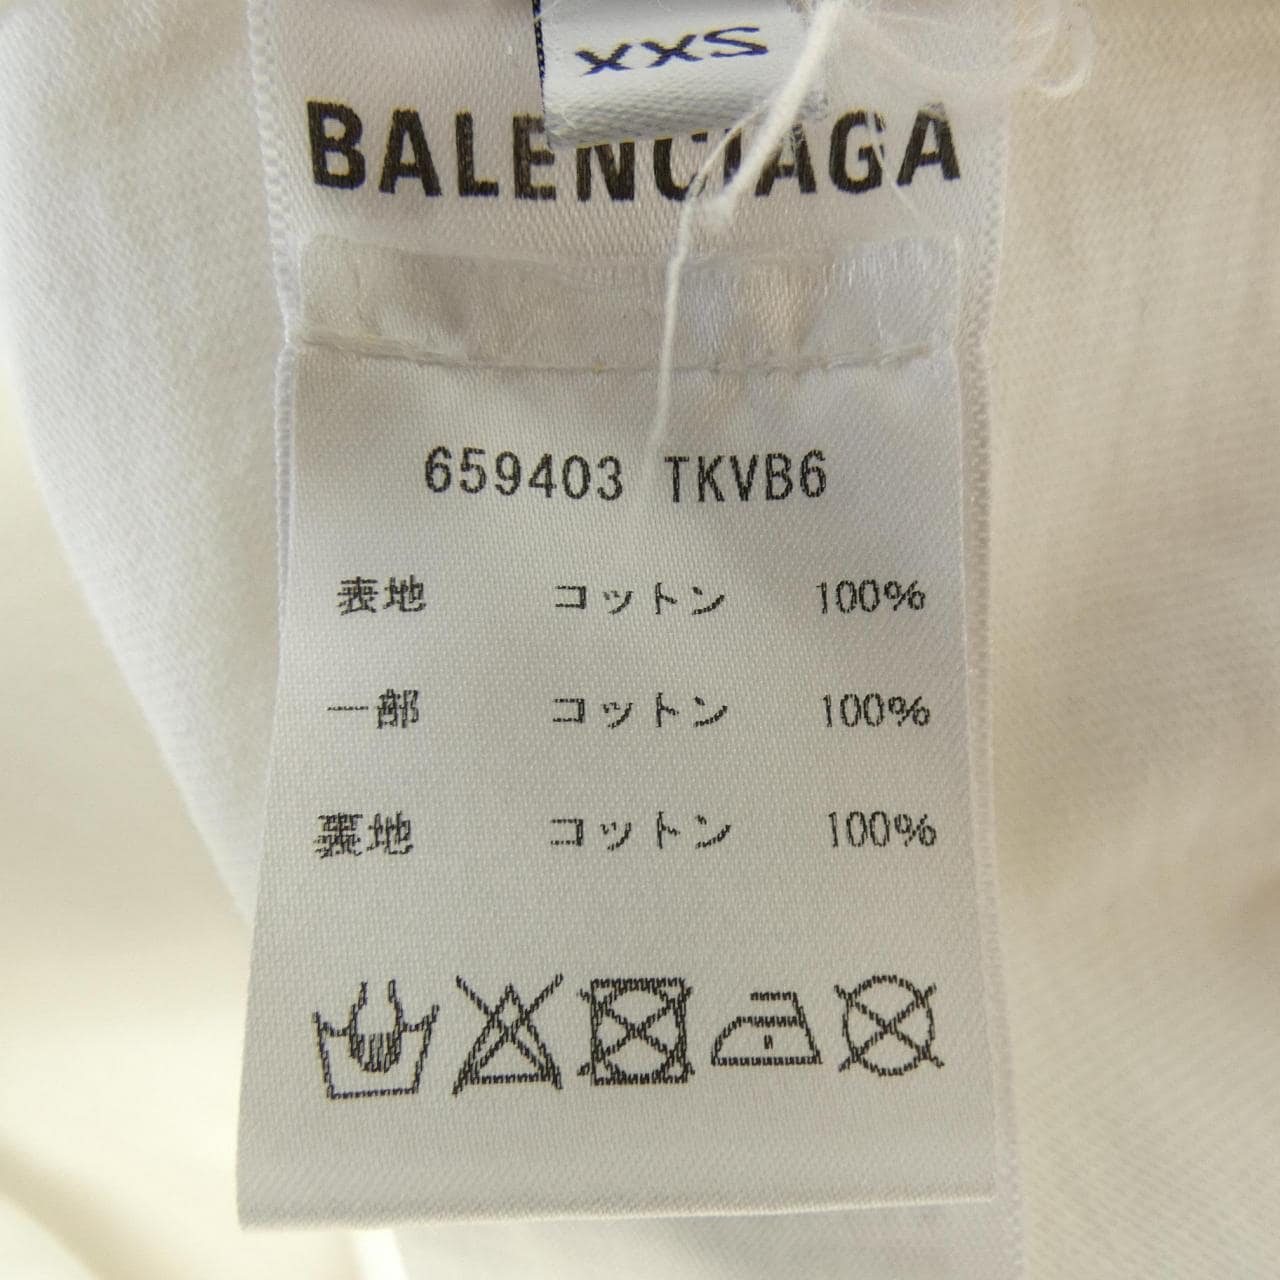 XXS
BALENCIAGA
659403 TKVB6
表地 コットン 100%
一部 コットン 100%
裏地 コットン 100%